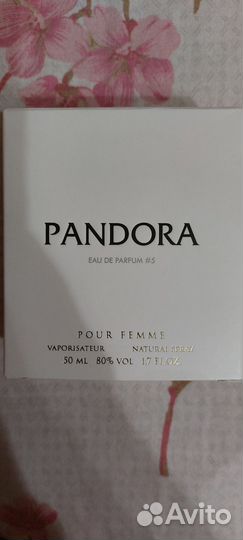 PANDORA
EAU DE PARFUM #5
POUR FEMME
VAPORISATEUR NATURAL SPRAY
50 ML 80% VOL 1.7 FL OZ.
Avito